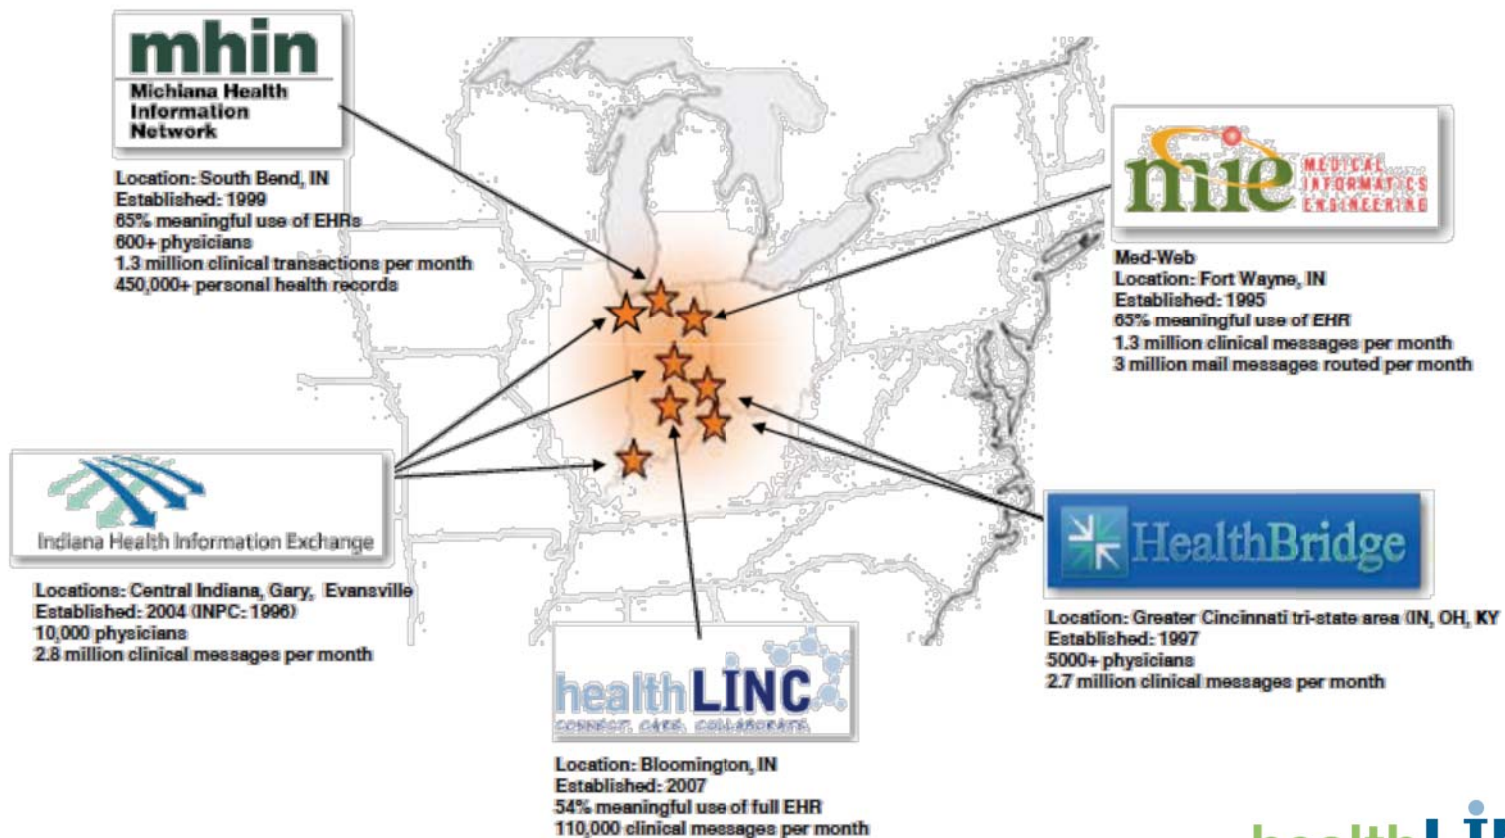 mhin
Michiana Health
Information
Network
Location: South Bend, IN
Established: 1999
65% meaningful use of EHRs
600+ physicians
1.3 million clinical transactions per month
450,000+ personal health records
mie
MEDICAL
INFORMATICS
ENGINEERING
Med-Web
Location: Fort Wayne, IN
Established: 1995
65% meaningful use of EHR
1.3 million clinical messages per month
3 million mail messages routed per month
Indiana Health Information Exchange
Locations: Central Indiana, Gary, Evansville
Established: 2004 (INPC: 1996)
10,000 physicians
2.8 million clinical messages per month
healthLINC
CONNECT. CARE. COLLABORATE.
Location: Bloomington, IN
Established: 2007
54% meaningful use of full EHR
110,000 clinical messages per month
HealthBridge
Location: Greater Cincinnati tri-state area (IN, OH, KY
Established: 1997
5000+ physicians
2.7 million clinical messages per month